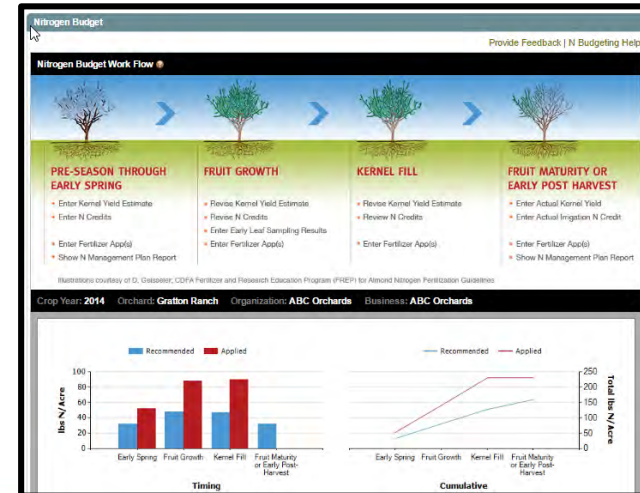 Nitrogen Budget
Provide Feedback | N Budgeting Help
Nitrogen Budget Work Flow
PRE-SEASON THROUGH
EARLY SPRING
• Enter Kernel Yield Estimate
• Enter N Credits
• Enter Fertilizer App(s)
• Show N Management Plan Report
FRUIT GROWTH
• Revise Kernel Yield Estimate
• Revise N Credits
• Enter Early Leaf Sampling Results
• Enter Fertilizer App(s)
KERNEL FILL
• Revise Kernel Yield Estimate
• Review N Credits
• Enter Fertilizer App(s)
FRUIT MATURITY OR
EARLY POST HARVEST
• Enter Actual Kernel Yield
• Enter Actual Irrigation N Credit
• Enter Fertilizer App(s)
• Show N Management Plan Report
Illustrations courtesy of D. Geisseler; CDFA Fertilizer and Research Education Program (FREP) for Almond Nitrogen Fertilization Guidelines
Crop Year: 2014 Orchard: Gratton Ranch Organization: ABC Orchards Business: ABC Orchards
Recommended Applied
lbs N/Acre
100
80
60
40
20
0
Early Spring Fruit Growth Kernel Fill Fruit Maturity
or Early Post-
Harvest
Timing
Recommended Applied
250
200
150
100
50
0
Total lbs N/Acre
Early Spring Fruit Growth Kernel Fill Fruit Maturity
or Early Post-
Harvest
Cumulative